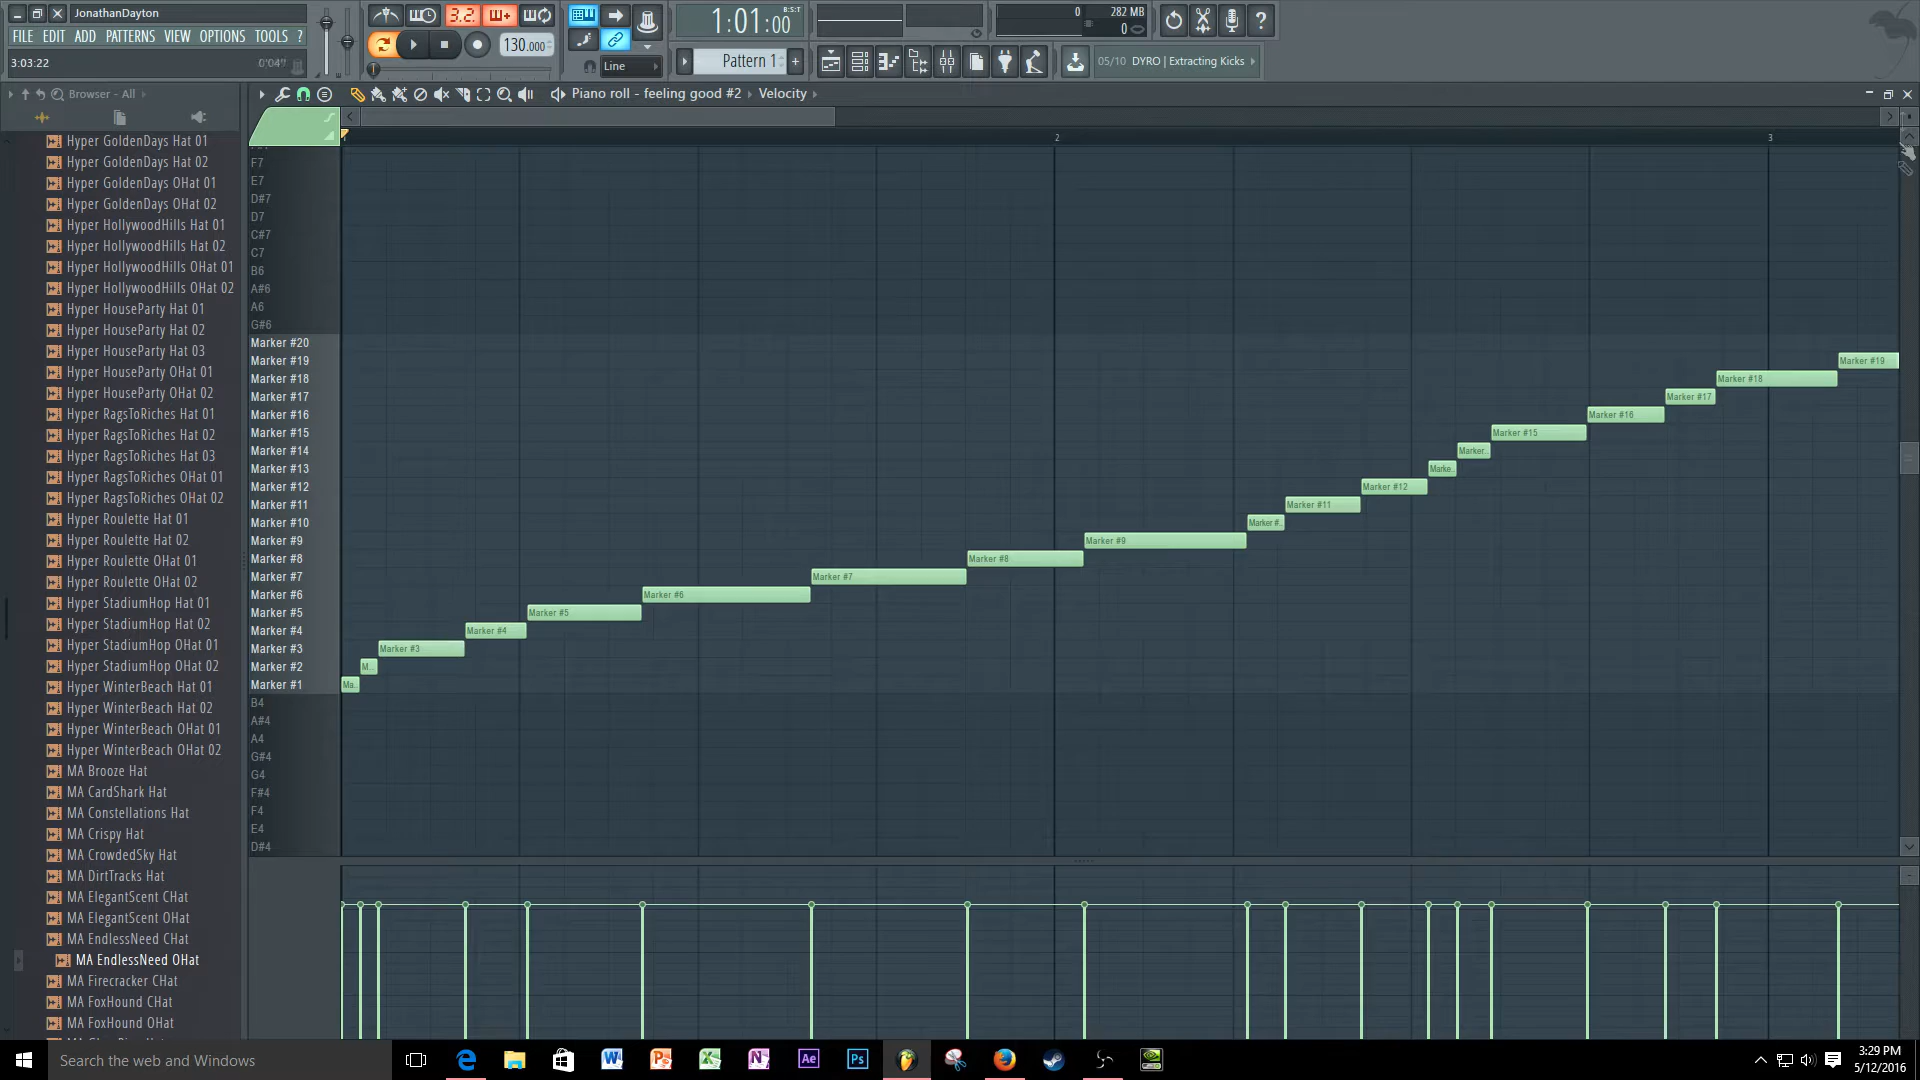 JonathanDayton
FILE EDIT ADD PATTERNS VIEW OPTIONS TOOLS ?
3:03:22 0'04"
3.2.
130.000
Line
B:S:T
1:01:00
Pattern 1
0 282 MB
0
05/10 DYRO | Extracting Kicks
Browser - All
Piano roll - feeling good #2 Velocity
Hyper GoldenDays Hat 01
Hyper GoldenDays Hat 02
Hyper GoldenDays OHat 01
Hyper GoldenDays OHat 02
Hyper HollywoodHills Hat 01
Hyper HollywoodHills Hat 02
Hyper HollywoodHills OHat 01
Hyper HollywoodHills OHat 02
Hyper HouseParty Hat 01
Hyper HouseParty Hat 02
Hyper HouseParty Hat 03
Hyper HouseParty OHat 01
Hyper HouseParty OHat 02
Hyper RagsToRiches Hat 01
Hyper RagsToRiches Hat 02
Hyper RagsToRiches Hat 03
Hyper RagsToRiches OHat 01
Hyper RagsToRiches OHat 02
Hyper Roulette Hat 01
Hyper Roulette Hat 02
Hyper Roulette OHat 01
Hyper Roulette OHat 02
Hyper StadiumHop Hat 01
Hyper StadiumHop Hat 02
Hyper StadiumHop OHat 01
Hyper StadiumHop OHat 02
Hyper WinterBeach Hat 01
Hyper WinterBeach Hat 02
Hyper WinterBeach OHat 01
Hyper WinterBeach OHat 02
MA Brooze Hat
MA CardShark Hat
MA Constellations Hat
MA Crispy Hat
MA CrowdedSky Hat
MA DirtTracks Hat
MA ElegantScent CHat
MA ElegantScent OHat
MA EndlessNeed CHat
MA EndlessNeed OHat
MA Firecracker CHat
MA FoxHound CHat
MA FoxHound OHat
2 3
F7
E7
D#7
D7
C#7
C7
B6
A#6
A6
G#6
Marker #20
Marker #19 Marker #19
Marker #18 Marker #18
Marker #17 Marker #17
Marker #16 Marker #16
Marker #15 Marker #15
Marker #14 Marker...
Marker #13 Marke...
Marker #12 Marker #12
Marker #11 Marker #11
Marker #10 Marker #...
Marker #9 Marker #9
Marker #8 Marker #8
Marker #7 Marker #7
Marker #6 Marker #6
Marker #5 Marker #5
Marker #4 Marker #4
Marker #3 Marker #3
Marker #2 M...
Marker #1 Ma...
B4
A#4
A4
G#4
G4
F#4
F4
E4
D#4
Search the web and Windows
Ae
Ps
3:29 PM
5/12/2016